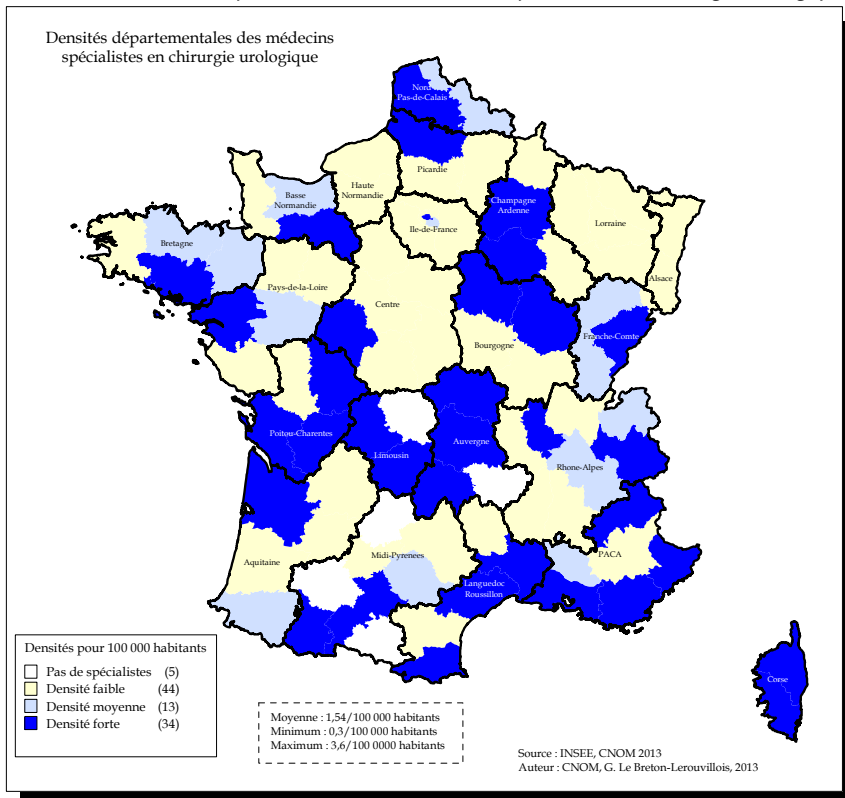 Densités départementales des médecins
spécialistes en chirurgie urologique
Nord
Pas-de-Calais
Picardie
Haute
Normandie
Basse
Normandie
Champagne
Ardenne
Lorraine
Ile-de-France
Bretagne
Alsace
Pays-de-la-Loire
Centre
Franche-Comte
Bourgogne
Poitou-Charentes
Auvergne
Limousin
Rhone-Alpes
Midi-Pyrenees
PACA
Aquitaine
Languedoc
Roussillon
Corse
Densités pour 100 000 habitants
Pas de spécialistes (5)
Densité faible (44)
Densité moyenne (13)
Densité forte (34)
Moyenne : 1,54/100 000 habitants
Minimum : 0,3/100 000 habitants
Maximum : 3,6/100 0000 habitants
Source : INSEE, CNOM 2013
Auteur : CNOM, G. Le Breton-Lerouvillois, 2013